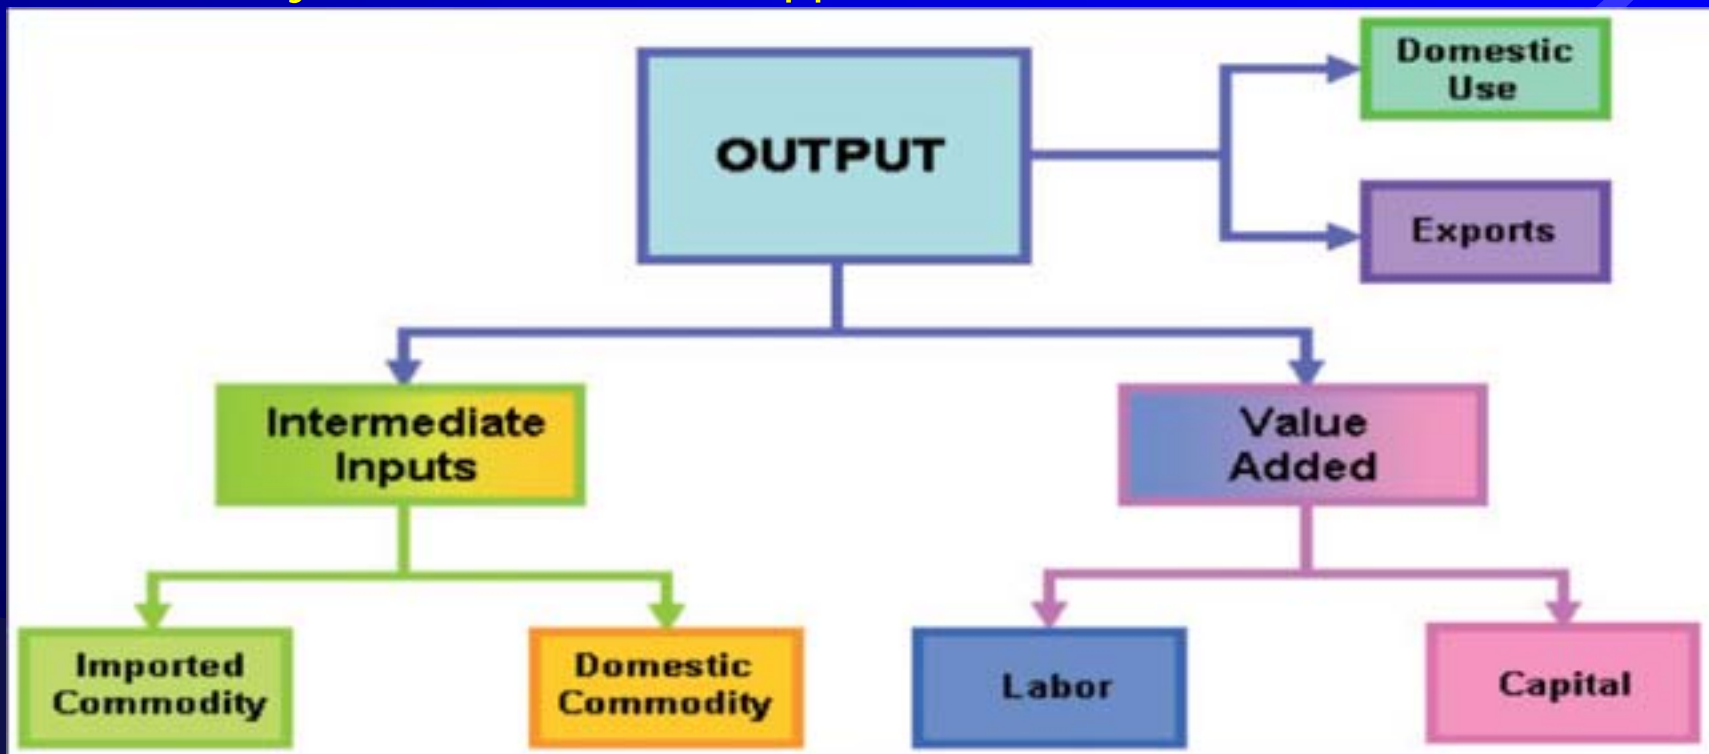 Domestic
Use
OUTPUT
Exports
Intermediate
Inputs
Value
Added
Imported
Commodity
Domestic
Commodity
Labor
Capital